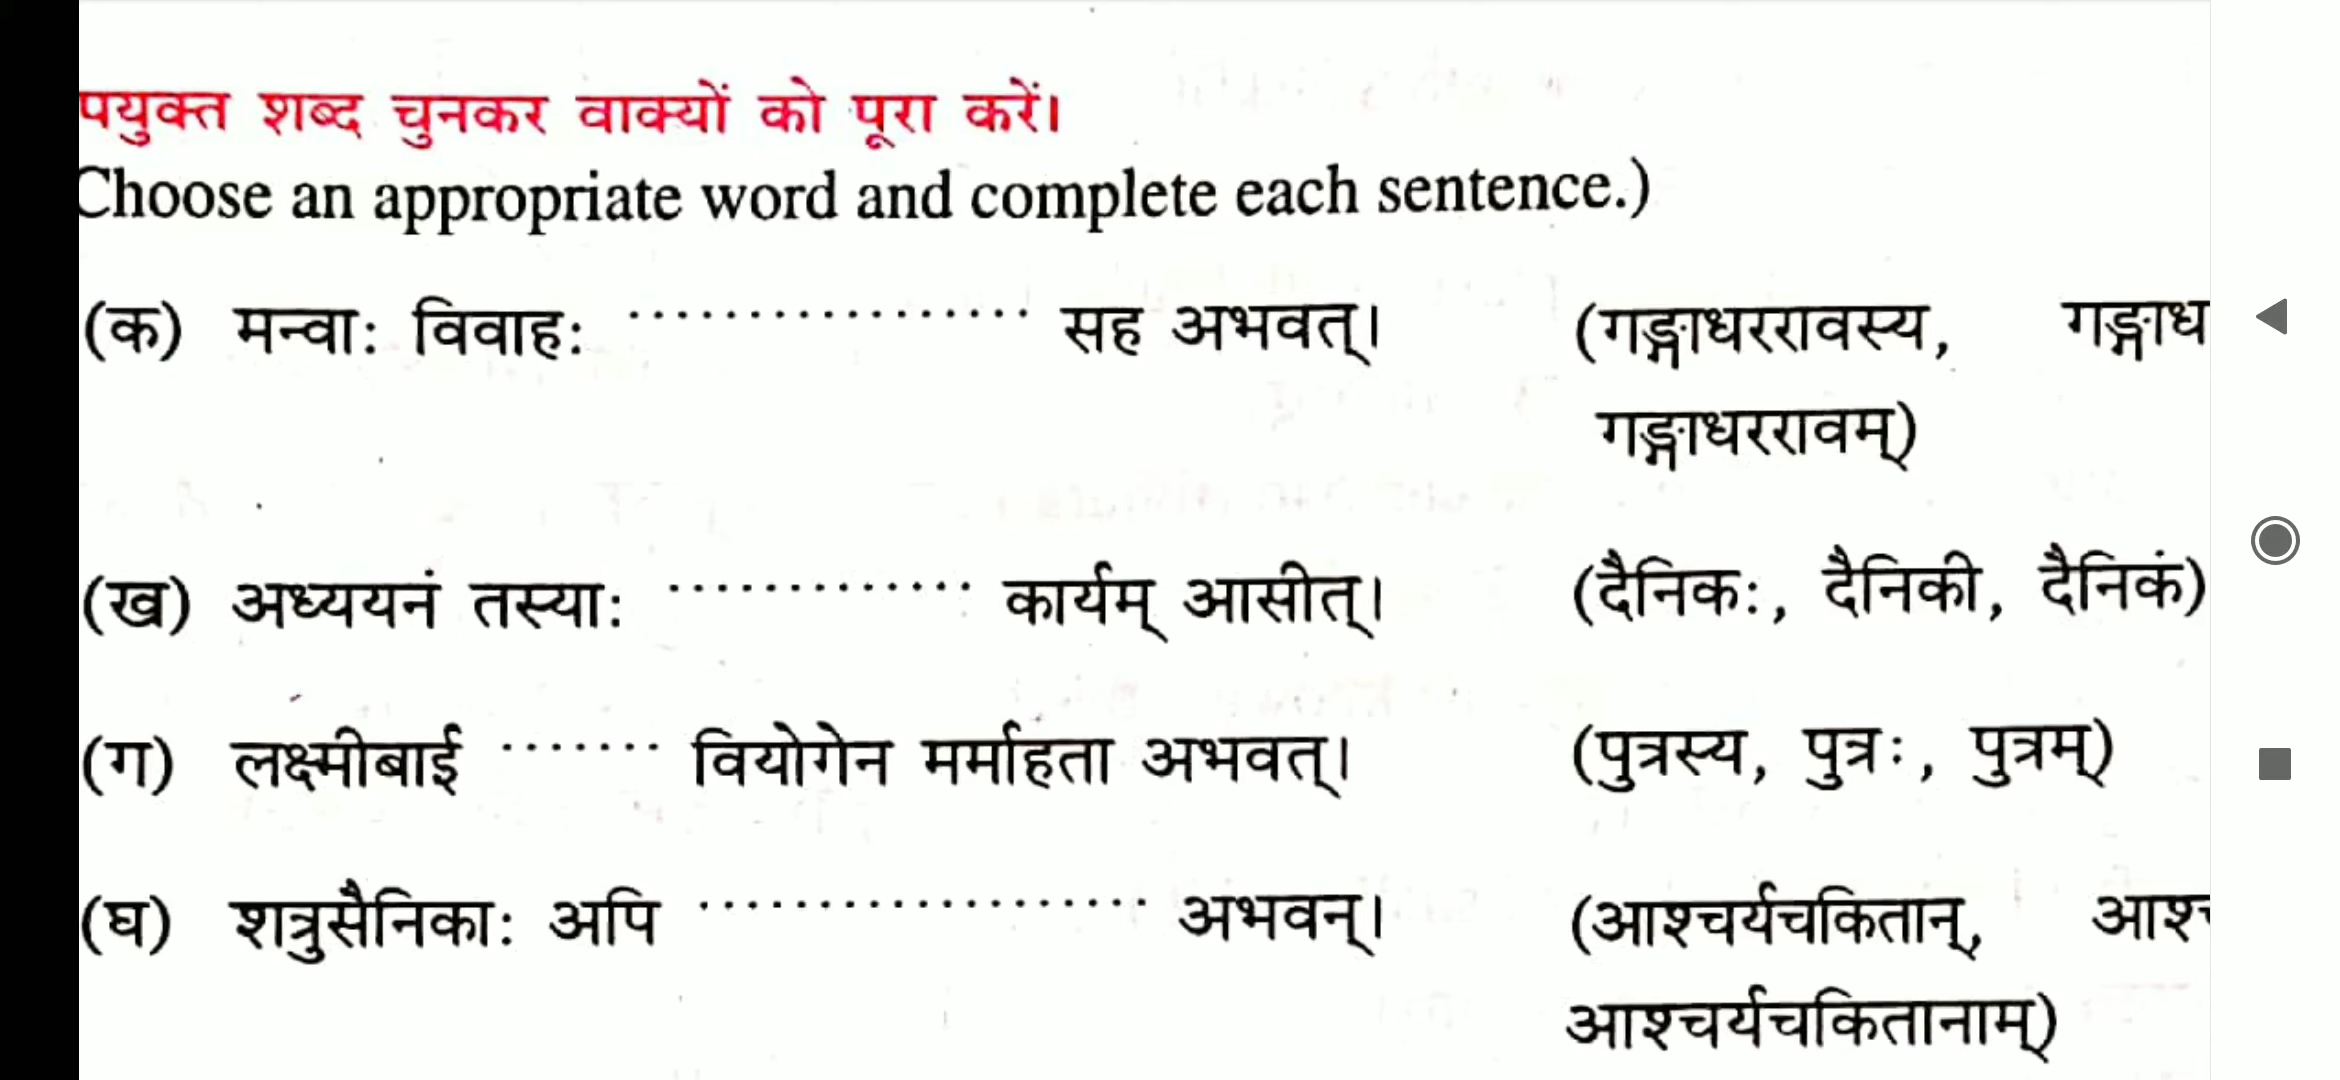 पयुक्त शब्द चुनकर वाक्यों को पूरा करें।
Choose an appropriate word and complete each sentence.)
(क) मन्वाः विवाहः ................. सह अभवत्। (गङ्गाधररावस्य, गङ्गाध
गङ्गाधररावम्)
(ख) अध्ययनं तस्याः ............. कार्यम् आसीत्। (दैनिकः, दैनिकी, दैनिकं)
(ग) लक्ष्मीबाई ....... वियोगेन मर्माहता अभवत्। (पुत्रस्य, पुत्रः, पुत्रम्)
(घ) शत्रुसैनिकाः अपि ................... अभवन्। (आश्चर्यचकितान्, आश्च
आश्चर्यचकितानाम्)